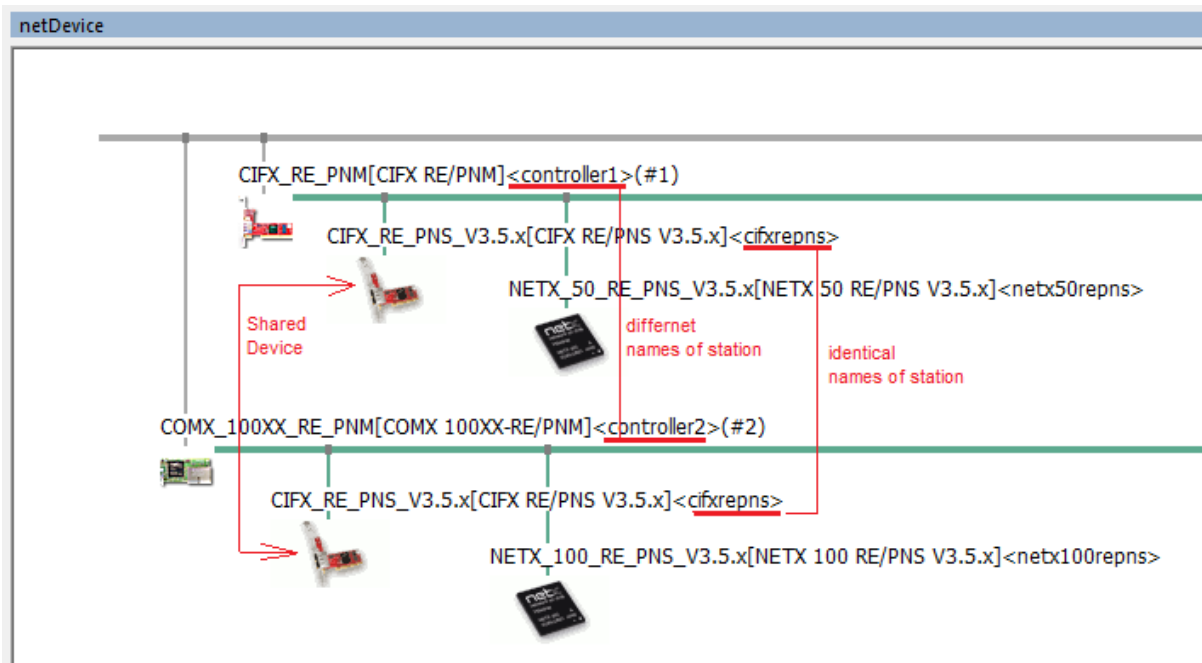 netDevice
CIFX_RE_PNM[CIFX RE/PNM]<controller1>(#1)
CIFX_RE_PNS_V3.5.x[CIFX RE/PNS V3.5.x]<cifxrepns>
NETX_50_RE_PNS_V3.5.x[NETX 50 RE/PNS V3.5.x]<netx50repns>
Shared
Device
differnet
names of station
identical
names of station
netX
COMX_100XX_RE_PNM[COMX 100XX-RE/PNM]<controller2>(#2)
CIFX_RE_PNS_V3.5.x[CIFX RE/PNS V3.5.x]<cifxrepns>
NETX_100_RE_PNS_V3.5.x[NETX 100 RE/PNS V3.5.x]<netx100repns>
netX